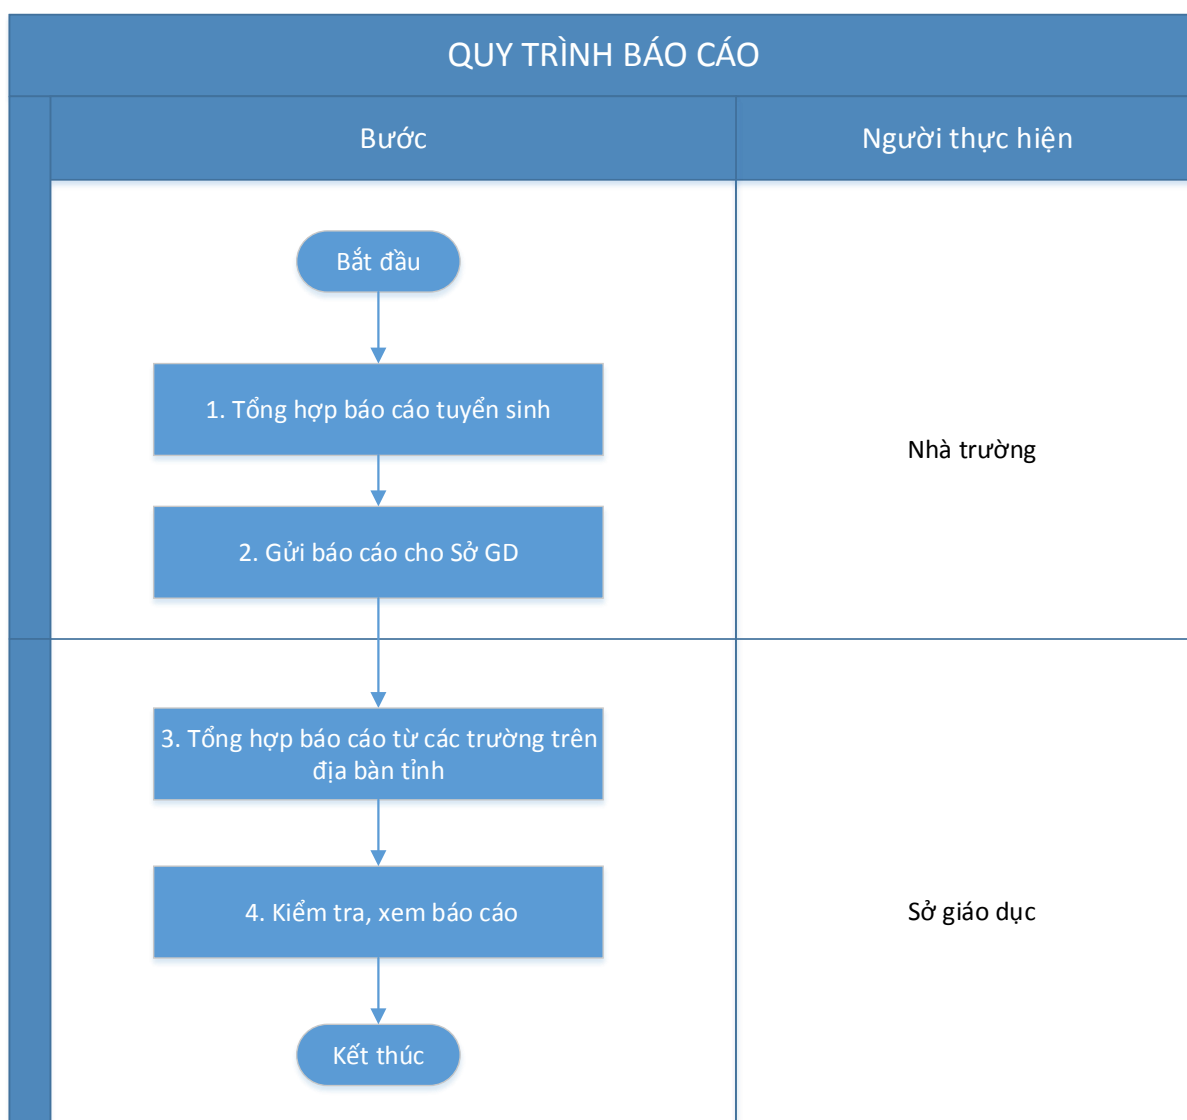 QUY TRÌNH BÁO CÁO
Bước
Người thực hiện
Bắt đầu
1. Tổng hợp báo cáo tuyển sinh
Nhà trường
2. Gửi báo cáo cho Sở GD
3. Tổng hợp báo cáo từ các trường trên
địa bàn tỉnh
4. Kiểm tra, xem báo cáo
Sở giáo dục
Kết thúc